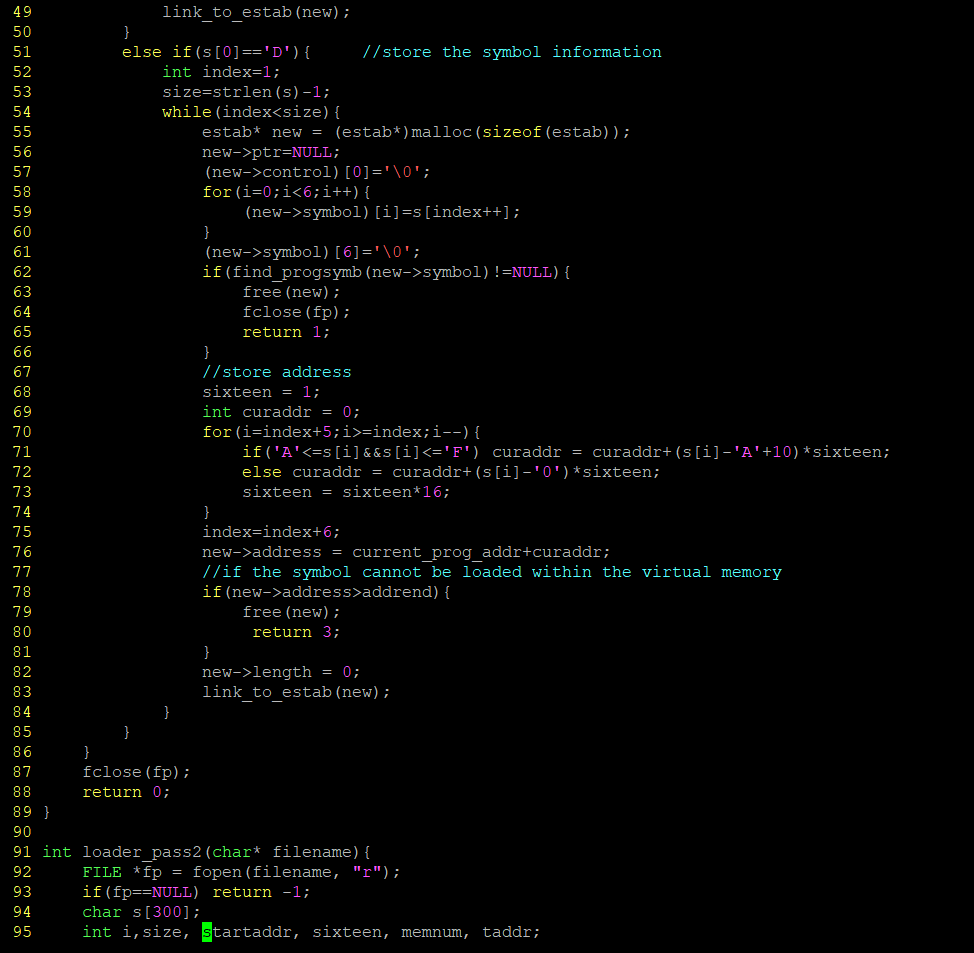 49             link_to_estab(new);
50         }
51         else if(s[0]=='D'){     //store the symbol information
52             int index=1;
53             size=strlen(s)-1;
54             while(index<size){
55                 estab* new = (estab*)malloc(sizeof(estab));
56                 new->ptr=NULL;
57                 (new->control)[0]='\0';
58                 for(i=0;i<6;i++){
59                     (new->symbol)[i]=s[index++];
60                 }
61                 (new->symbol)[6]='\0';
62                 if(find_progsymb(new->symbol)!=NULL){
63                     free(new);
64                     fclose(fp);
65                     return 1;
66                 }
67                 //store address
68                 sixteen = 1;
69                 int curaddr = 0;
70                 for(i=index+5;i>=index;i--){
71                     if('A'<=s[i]&&s[i]<='F') curaddr = curaddr+(s[i]-'A'+10)*sixteen;
72                     else curaddr = curaddr+(s[i]-'0')*sixteen;
73                     sixteen = sixteen*16;
74                 }
75                 index=index+6;
76                 new->address = current_prog_addr+curaddr;
77                 //if the symbol cannot be loaded within the virtual memory
78                 if(new->address>addrend){
79                     free(new);
80                      return 3;
81                 }
82                 new->length = 0;
83                 link_to_estab(new);
84             }
85         }
86     }
87     fclose(fp);
88     return 0;
89 }
90
91 int loader_pass2(char* filename){
92     FILE *fp = fopen(filename, "r");
93     if(fp==NULL) return -1;
94     char s[300];
95     int i,size, startaddr, sixteen, memnum, taddr;